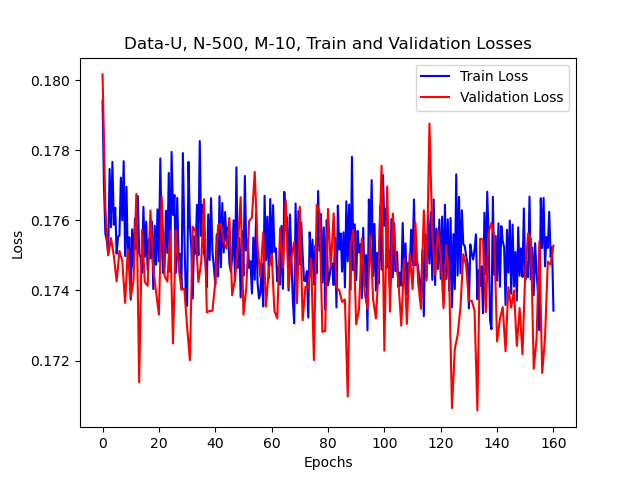 Data-U, N-500, M-10, Train and Validation Losses
Train Loss
Validation Loss
Loss
0.180
0.178
0.176
0.174
0.172
0 20 40 60 80 100 120 140 160
Epochs